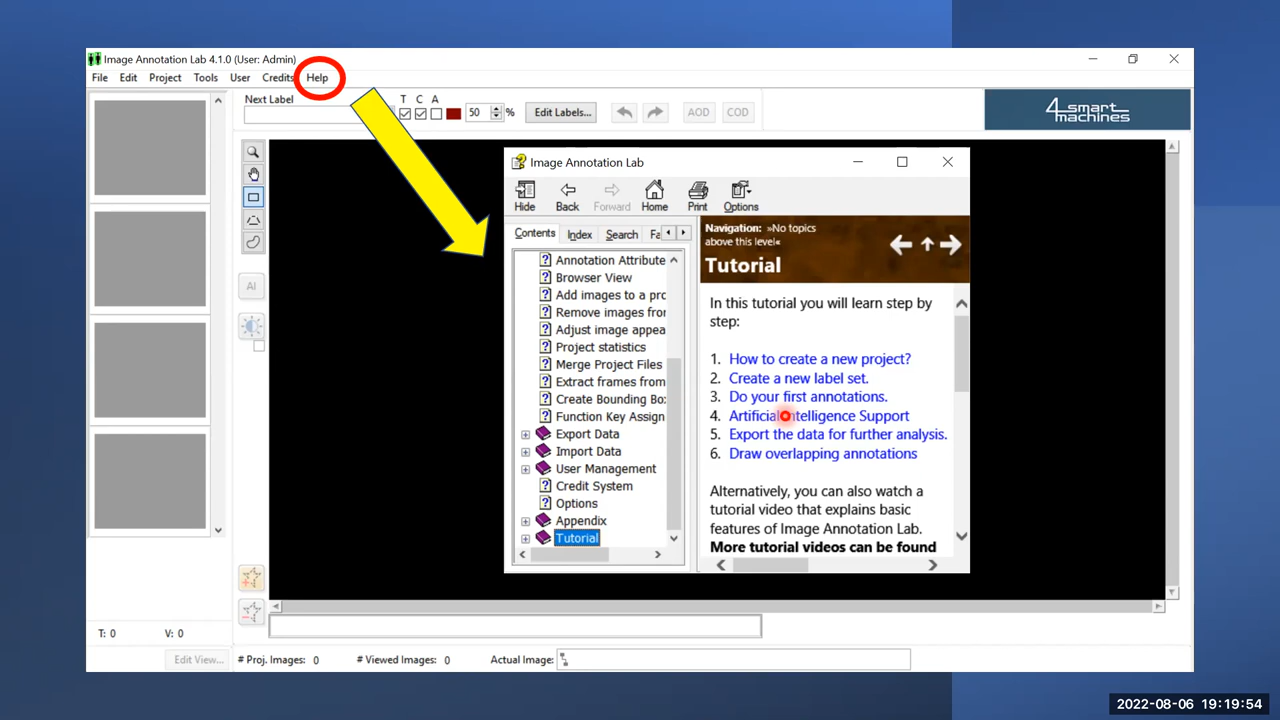 Image Annotation Lab 4.1.0 (User: Admin)
File Edit Project Tools User Credits Help
Next Label
T C A
50 %
Edit Labels...
AOD
COD
4smart
machines
AI
Image Annotation Lab
Hide Back Forward Home Print Options
Contents Index Search Fa
Annotation Attribute
Browser View
Add images to a pro
Remove images fror
Adjust image appea
Project statistics
Merge Project Files
Extract frames from
Create Bounding Bo
Function Key Assign
Export Data
Import Data
User Management
Credit System
Options
Appendix
Tutorial
Navigation: »No topics
above this level«
Tutorial
In this tutorial you will learn step by
step:
1. How to create a new project?
2. Create a new label set.
3. Do your first annotations.
4. Artificial Intelligence Support
5. Export the data for further analysis.
6. Draw overlapping annotations
Alternatively, you can also watch a
tutorial video that explains basic
features of Image Annotation Lab.
More tutorial videos can be found
T: 0 V: 0
Edit View...
# Proj. Images: 0 # Viewed Images: 0 Actual Image:
2022-08-06 19:19:54